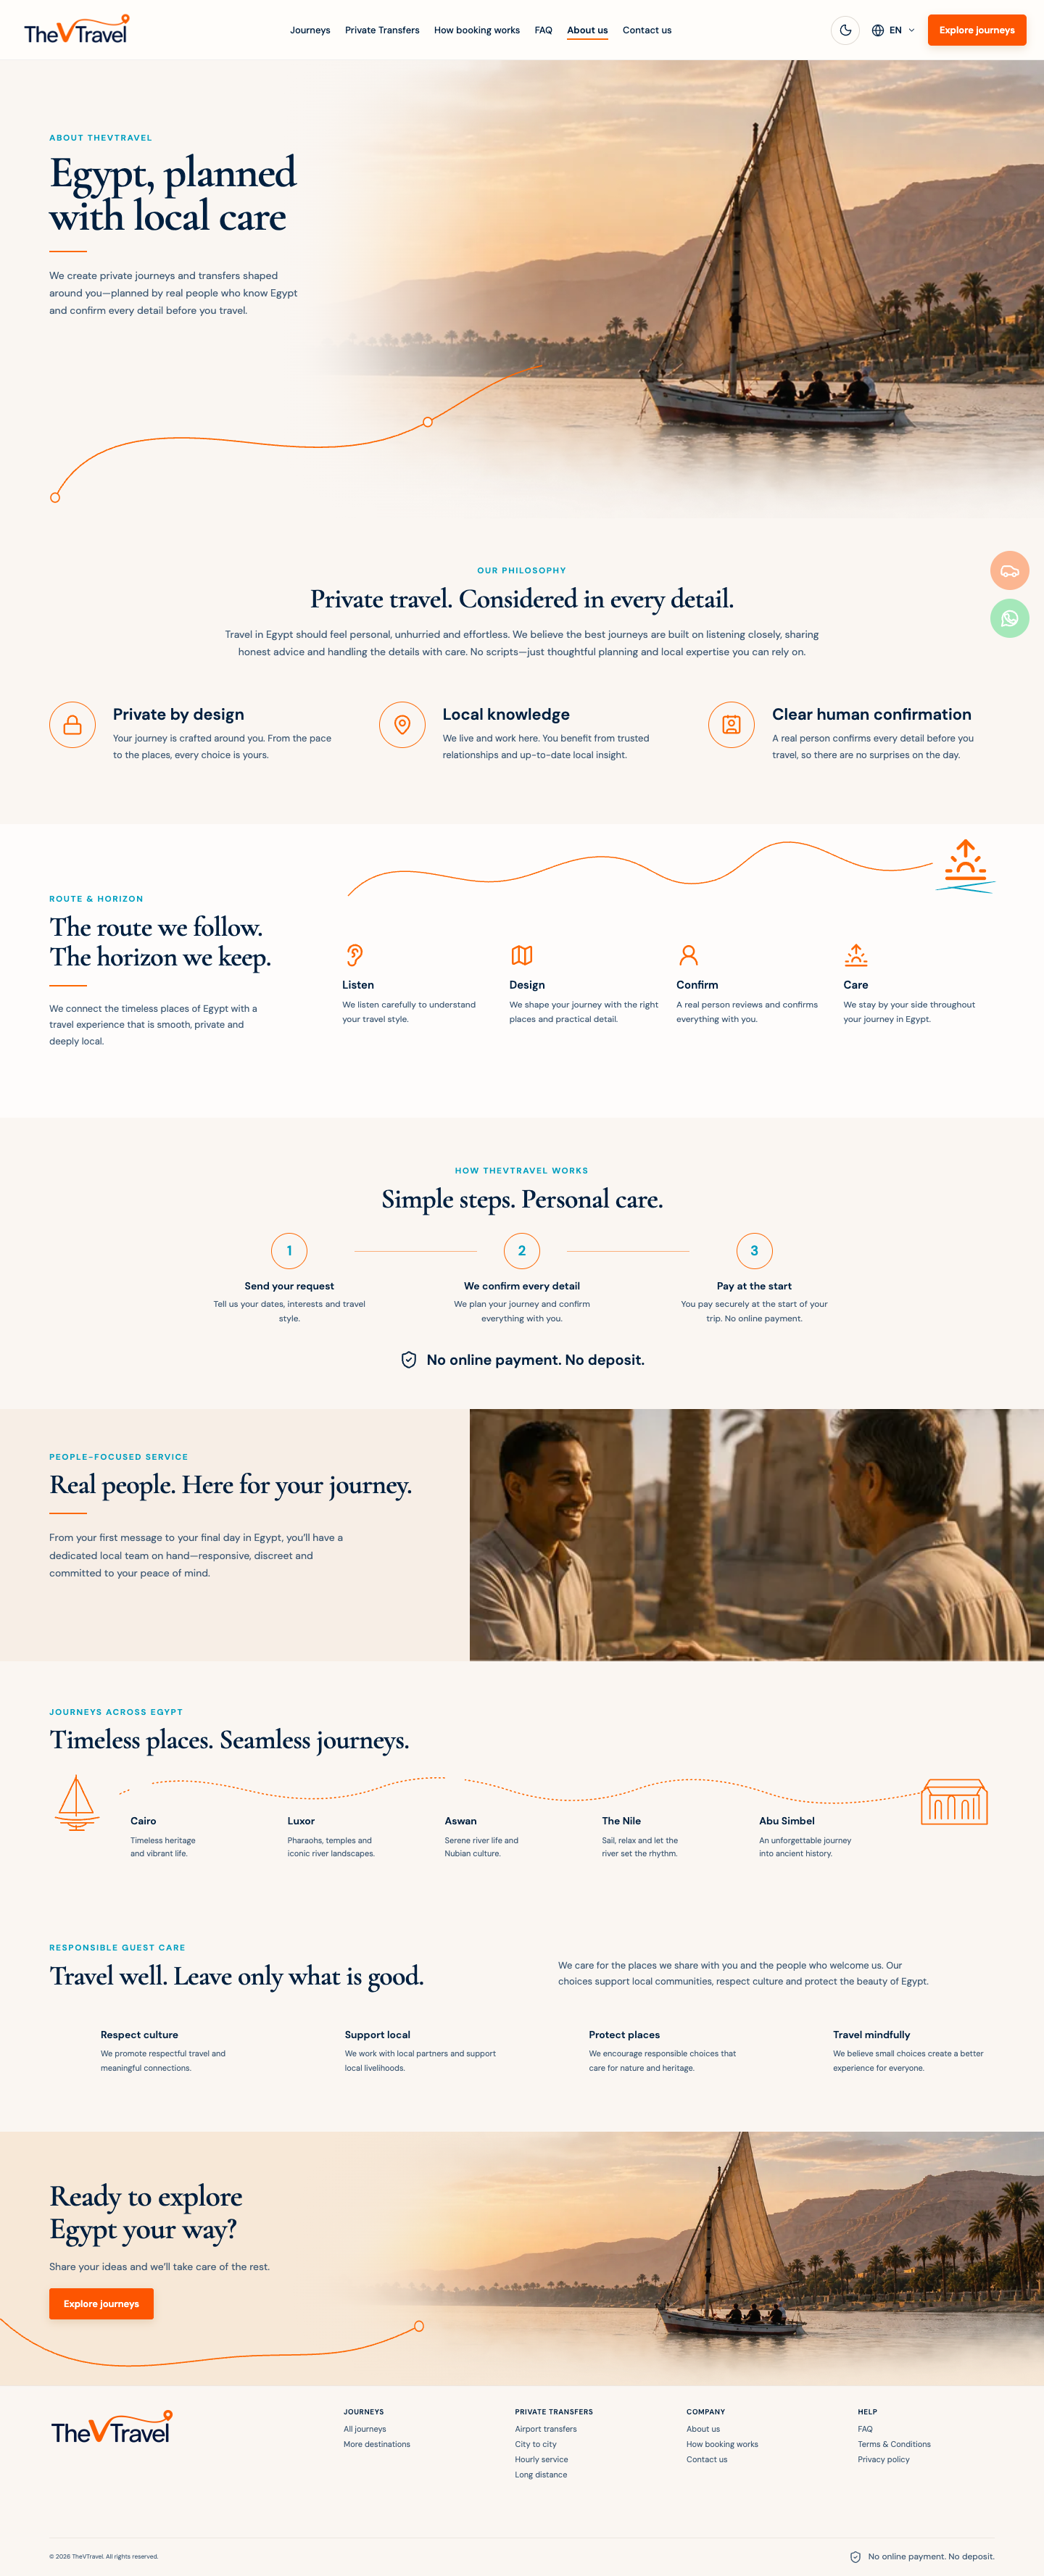 TheVTravel
Journeys
Private Transfers
How booking works
FAQ
About us
Contact us
EN
Explore journeys
ABOUT THEVTRAVEL
Egypt, planned
with local care
We create private journeys and transfers shaped
around you—planned by real people who know Egypt
and confirm every detail before you travel.
OUR PHILOSOPHY
Private travel. Considered in every detail.
Travel in Egypt should feel personal, unhurried and effortless. We believe the best journeys are built on listening closely, sharing
honest advice and handling the details with care. No scripts—just thoughtful planning and local expertise you can rely on.
Private by design
Your journey is crafted around you. From the pace
to the places, every choice is yours.
Local knowledge
We live and work here. You benefit from trusted
relationships and up-to-date local insight.
Clear human confirmation
A real person confirms every detail before you
travel, so there are no surprises on the day.
ROUTE & HORIZON
The route we follow.
The horizon we keep.
We connect the timeless places of Egypt with a
travel experience that is smooth, private and
deeply local.
Listen
We listen carefully to understand
your travel style.
Design
We shape your journey with the right
places and practical detail.
Confirm
A real person reviews and confirms
everything with you.
Care
We stay by your side throughout
your journey in Egypt.
HOW THEVTRAVEL WORKS
Simple steps. Personal care.
1
Send your request
Tell us your dates, interests and travel
style.
2
We confirm every detail
We plan your journey and confirm
everything with you.
3
Pay at the start
You pay securely at the start of your
trip. No online payment.
No online payment. No deposit.
PEOPLE-FOCUSED SERVICE
Real people. Here for your journey.
From your first message to your final day in Egypt, you’ll have a
dedicated local team on hand—responsive, discreet and
committed to your peace of mind.
JOURNEYS ACROSS EGYPT
Timeless places. Seamless journeys.
Cairo
Timeless heritage
and vibrant life.
Luxor
Pharaohs, temples and
iconic river landscapes.
Aswan
Serene river life and
Nubian culture.
The Nile
Sail, relax and let the
river set the rhythm.
Abu Simbel
An unforgettable journey
into ancient history.
RESPONSIBLE GUEST CARE
Travel well. Leave only what is good.
We care for the places we share with you and the people who welcome us. Our
choices support local communities, respect culture and protect the beauty of Egypt.
Respect culture
We promote respectful travel and
meaningful connections.
Support local
We work with local partners and support
local livelihoods.
Protect places
We encourage responsible choices that
care for nature and heritage.
Travel mindfully
We believe small choices create a better
experience for everyone.
Ready to explore
Egypt your way?
Share your ideas and we’ll take care of the rest.
Explore journeys
TheVTravel
JOURNEYS
All journeys
More destinations
PRIVATE TRANSFERS
Airport transfers
City to city
Hourly service
Long distance
COMPANY
About us
How booking works
Contact us
HELP
FAQ
Terms & Conditions
Privacy policy
© 2026 TheVTravel. All rights reserved.
No online payment. No deposit.